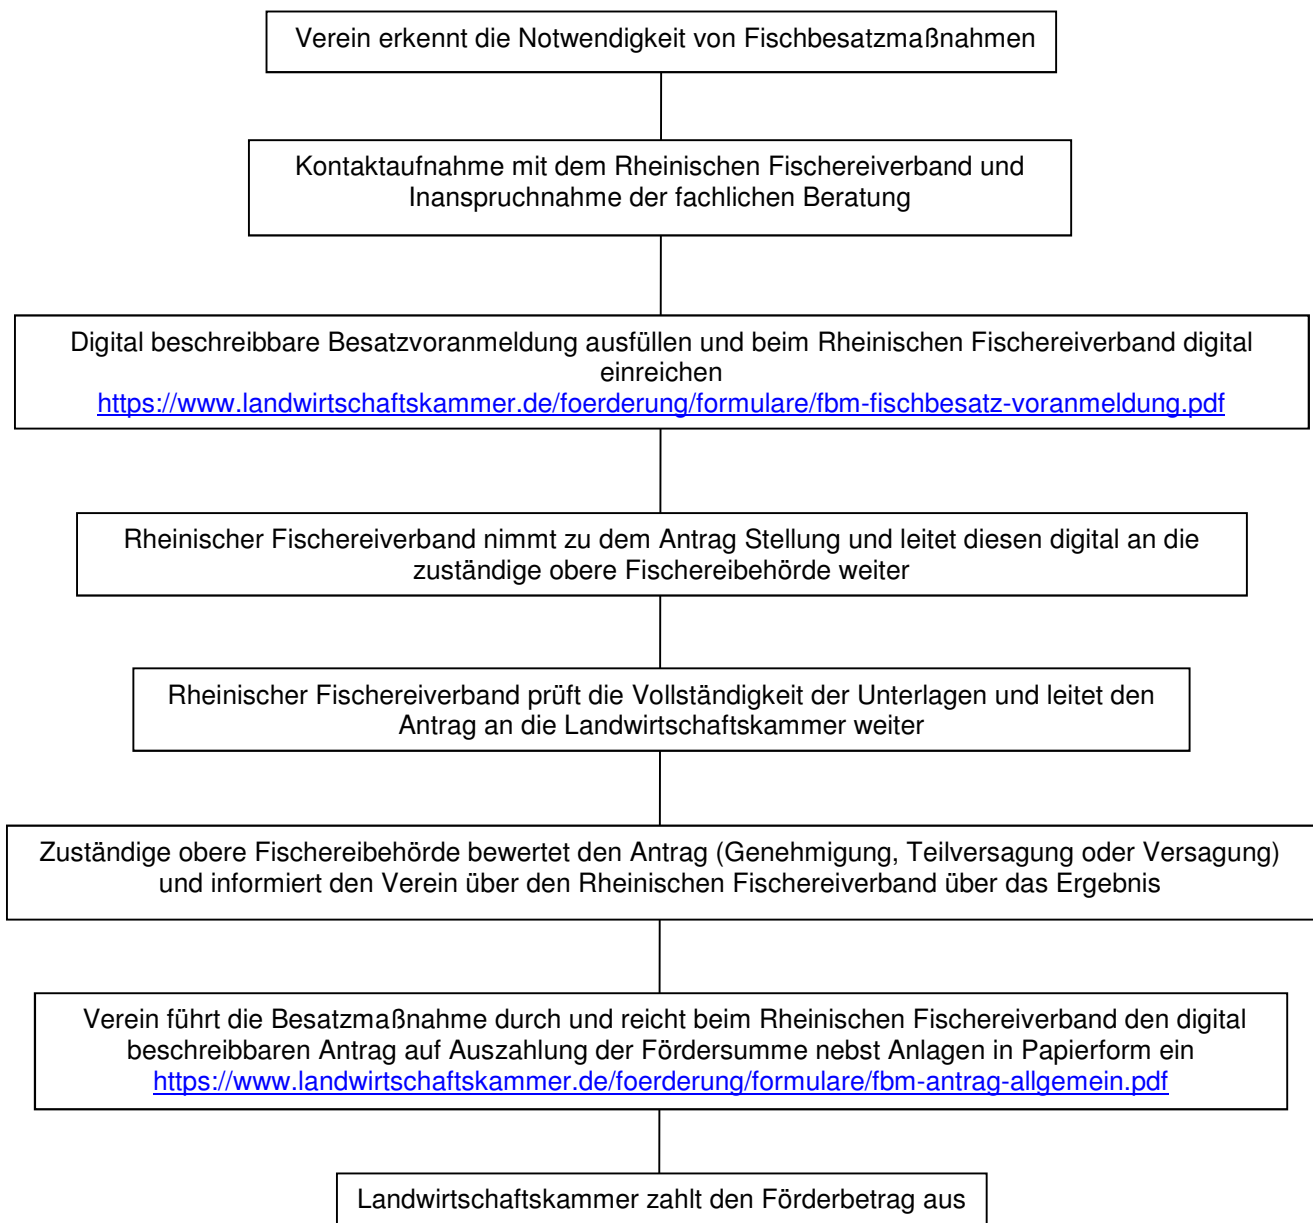 Verein erkennt die Notwendigkeit von Fischbesatzmaßnahmen
Kontaktaufnahme mit dem Rheinischen Fischereiverband und
Inanspruchnahme der fachlichen Beratung
Digital beschreibbare Besatzvoranmeldung ausfüllen und beim Rheinischen Fischereiverband digital
einreichen
https://www.landwirtschaftskammer.de/foerderung/formulare/fbm-fischbesatz-voranmeldung.pdf
Rheinischer Fischereiverband nimmt zu dem Antrag Stellung und leitet diesen digital an die
zuständige obere Fischereibehörde weiter
Rheinischer Fischereiverband prüft die Vollständigkeit der Unterlagen und leitet den
Antrag an die Landwirtschaftskammer weiter
Zuständige obere Fischereibehörde bewertet den Antrag (Genehmigung, Teilversagung oder Versagung)
und informiert den Verein über den Rheinischen Fischereiverband über das Ergebnis
Verein führt die Besatzmaßnahme durch und reicht beim Rheinischen Fischereiverband den digital
beschreibbaren Antrag auf Auszahlung der Fördersumme nebst Anlagen in Papierform ein
https://www.landwirtschaftskammer.de/foerderung/formulare/fbm-antrag-allgemein.pdf
Landwirtschaftskammer zahlt den Förderbetrag aus